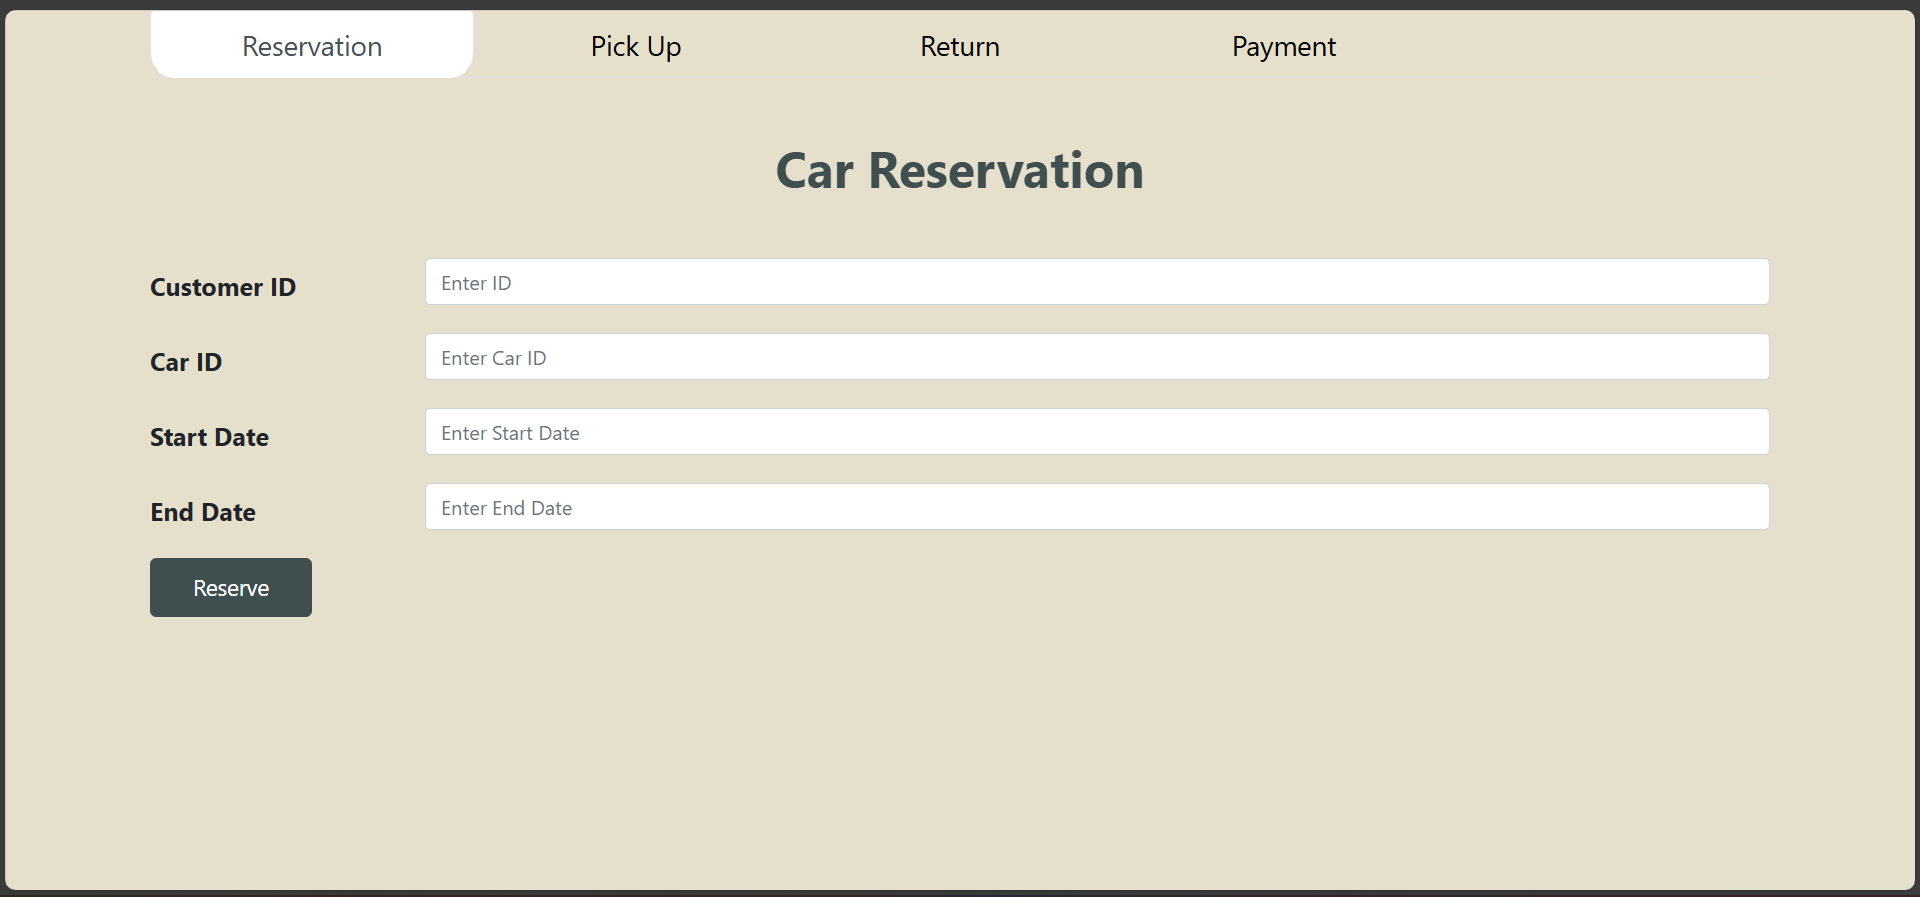 Reservation Pick Up Return Payment
Car Reservation
Customer ID Enter ID
Car ID Enter Car ID
Start Date Enter Start Date
End Date Enter End Date
Reserve